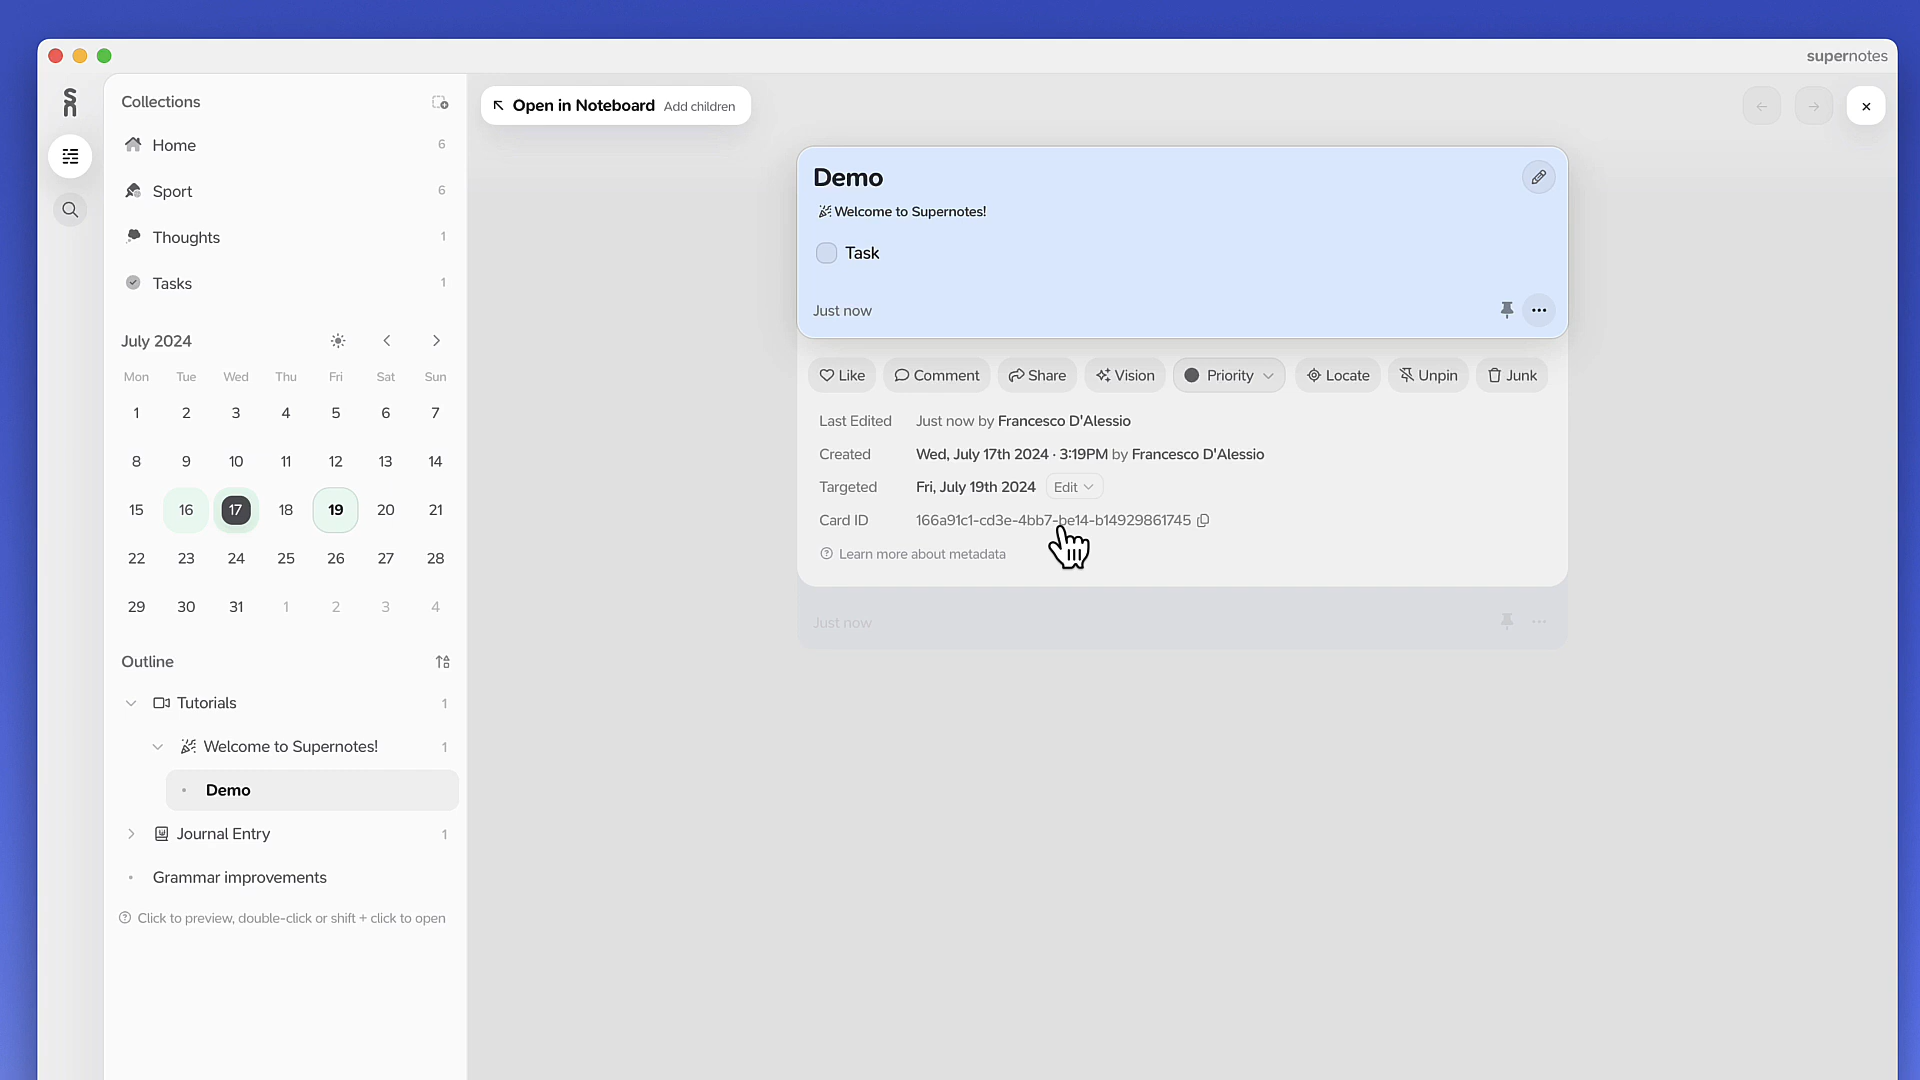 supernotes
Collections
Home 6
Sport 6
Thoughts 1
Tasks 1
July 2024
Mon Tue Wed Thu Fri Sat Sun
1 2 3 4 5 6 7
8 9 10 11 12 13 14
15 16 17 18 19 20 21
22 23 24 25 26 27 28
29 30 31 1 2 3 4
Outline
Tutorials 1
Welcome to Supernotes! 1
Demo
Journal Entry 1
Grammar improvements
Click to preview, double-click or shift + click to open
Open in Noteboard Add children
Demo
Welcome to Supernotes!
Task
Just now
Like Comment Share Vision Priority Locate Unpin Junk
Last Edited Just now by Francesco D'Alessio
Created Wed, July 17th 2024 · 3:19PM by Francesco D'Alessio
Targeted Fri, July 19th 2024 Edit
Card ID 166a91c1-cd3e-4bb7-be14-b14929861745
Learn more about metadata
Just now